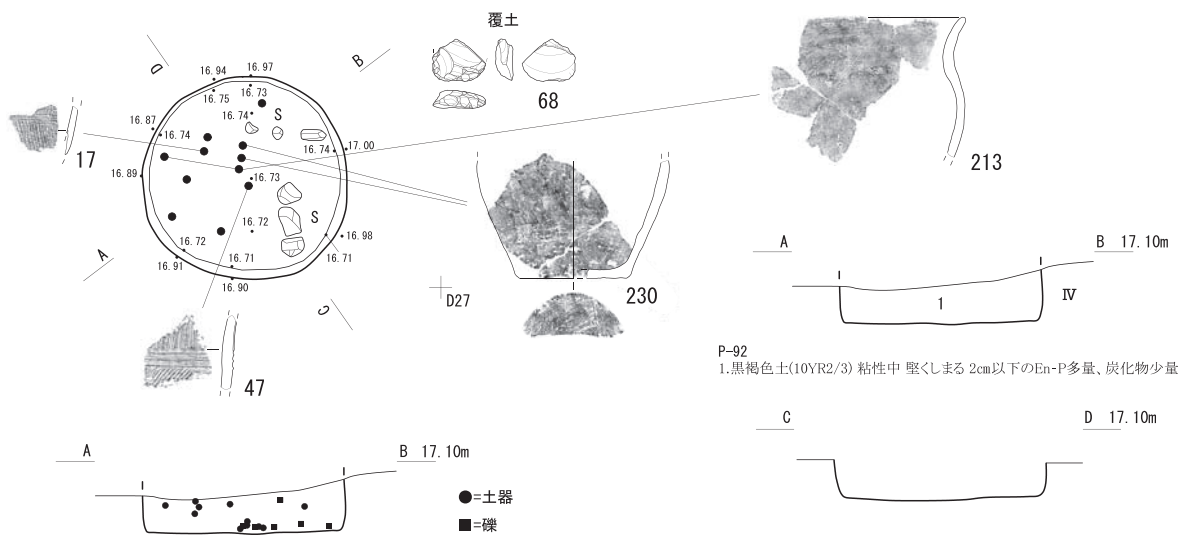 覆土
68
213
D
B
A
C
16.94
16.97
16.75
16.73
16.74
S
16.87
16.74
16.74
17.00
17
16.89
16.73
S
16.72
16.98
16.72
16.71
16.71
16.91
16.90
D27
230
47
A
B 17.10m
1
Ⅳ
P-92
1.黒褐色土(10YR2/3) 粘性中 堅くしまる 2cm以下のEn-P多量、炭化物少量
C
D 17.10m
A
B 17.10m
●=土器
■=礫